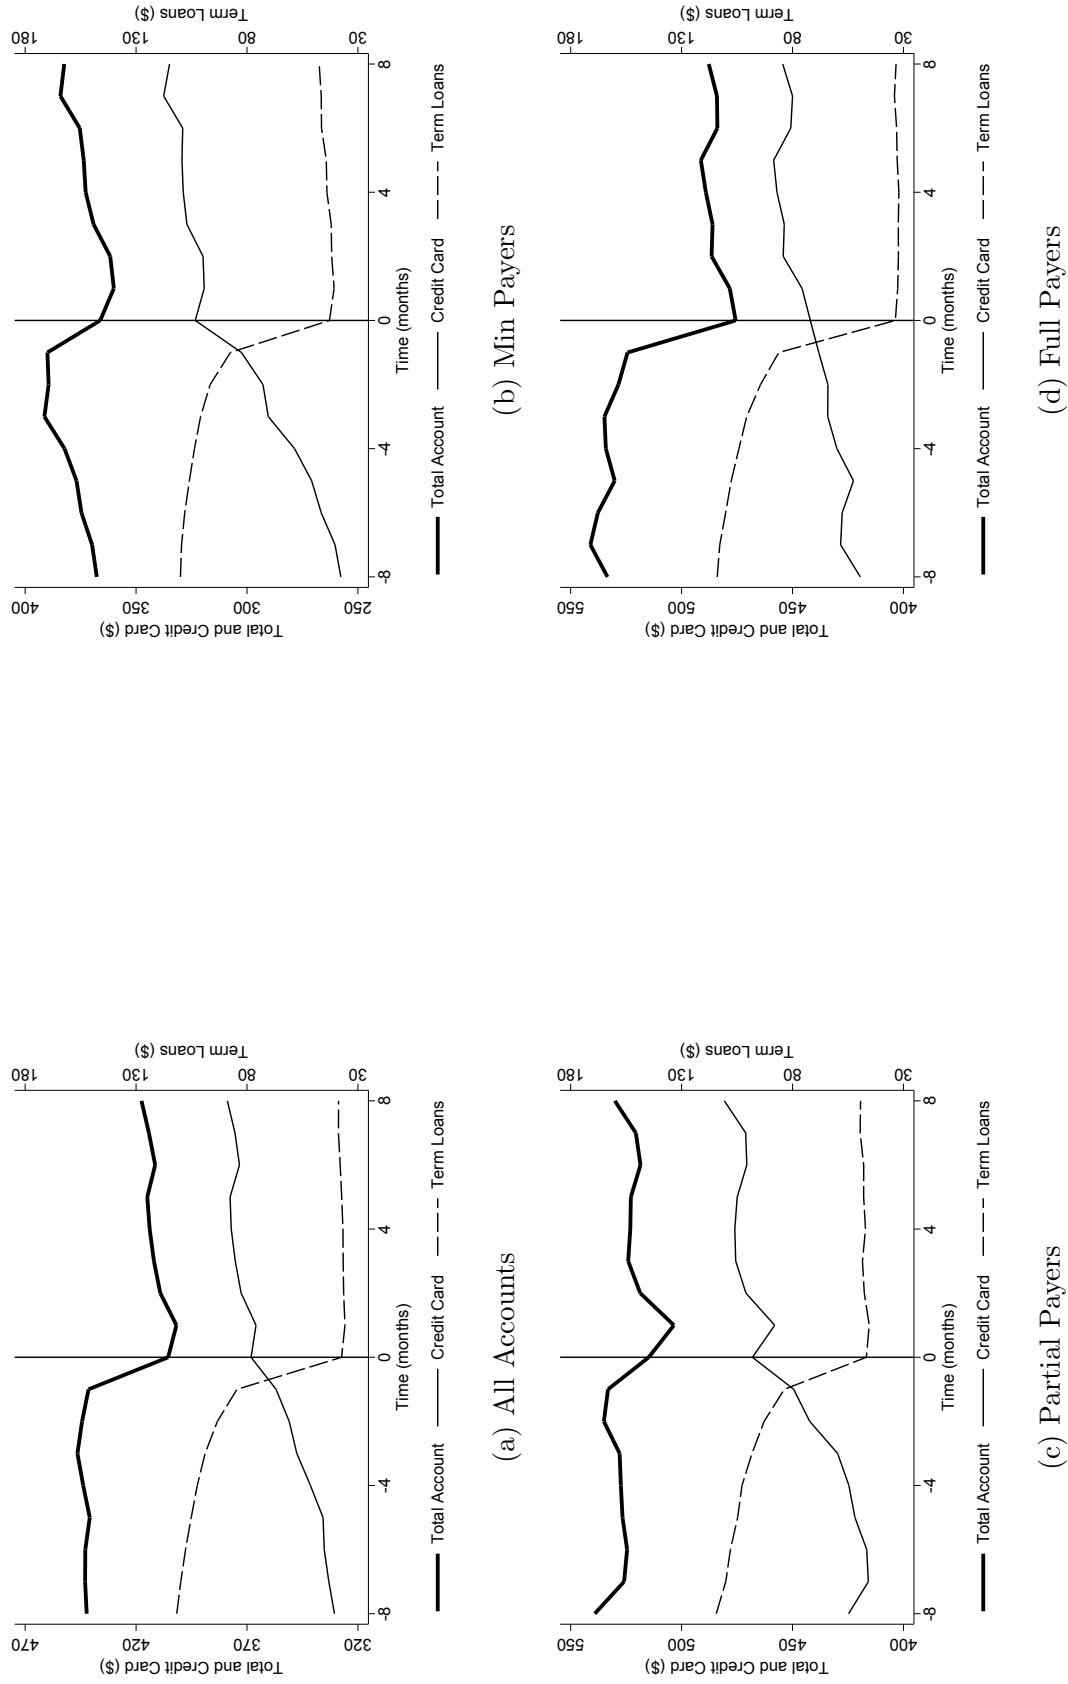 Total and Credit Card ($)
470
420
370
320
Term Loans ($)
180
130
80
30
-8
-4
0
4
8
Time (months)
Total Account
Credit Card
Term Loans
(a) All Accounts
Total and Credit Card ($)
400
350
300
250
Term Loans ($)
180
130
80
30
-8
-4
0
4
8
Time (months)
Total Account
Credit Card
Term Loans
(b) Min Payers
Total and Credit Card ($)
550
500
450
400
Term Loans ($)
180
130
80
30
-8
-4
0
4
8
Time (months)
Total Account
Credit Card
Term Loans
(c) Partial Payers
Total and Credit Card ($)
550
500
450
400
Term Loans ($)
180
130
80
30
-8
-4
0
4
8
Time (months)
Total Account
Credit Card
Term Loans
(d) Full Payers